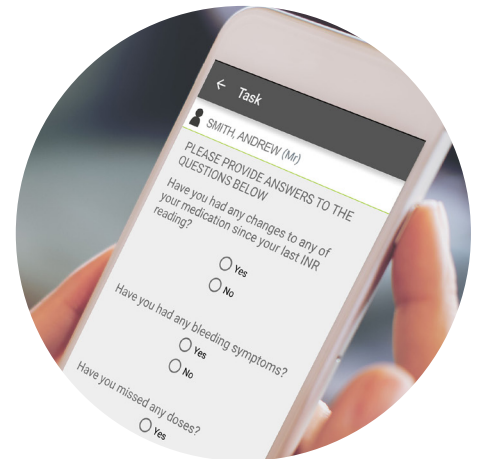 Task
SMITH, ANDREW (Mr)
PLEASE PROVIDE ANSWERS TO THE
QUESTIONS BELOW
Have you had any changes to any of
your medication since your last INR
reading?
Yes
No
Have you had any bleeding symptoms?
Yes
No
Have you missed any doses?
Yes